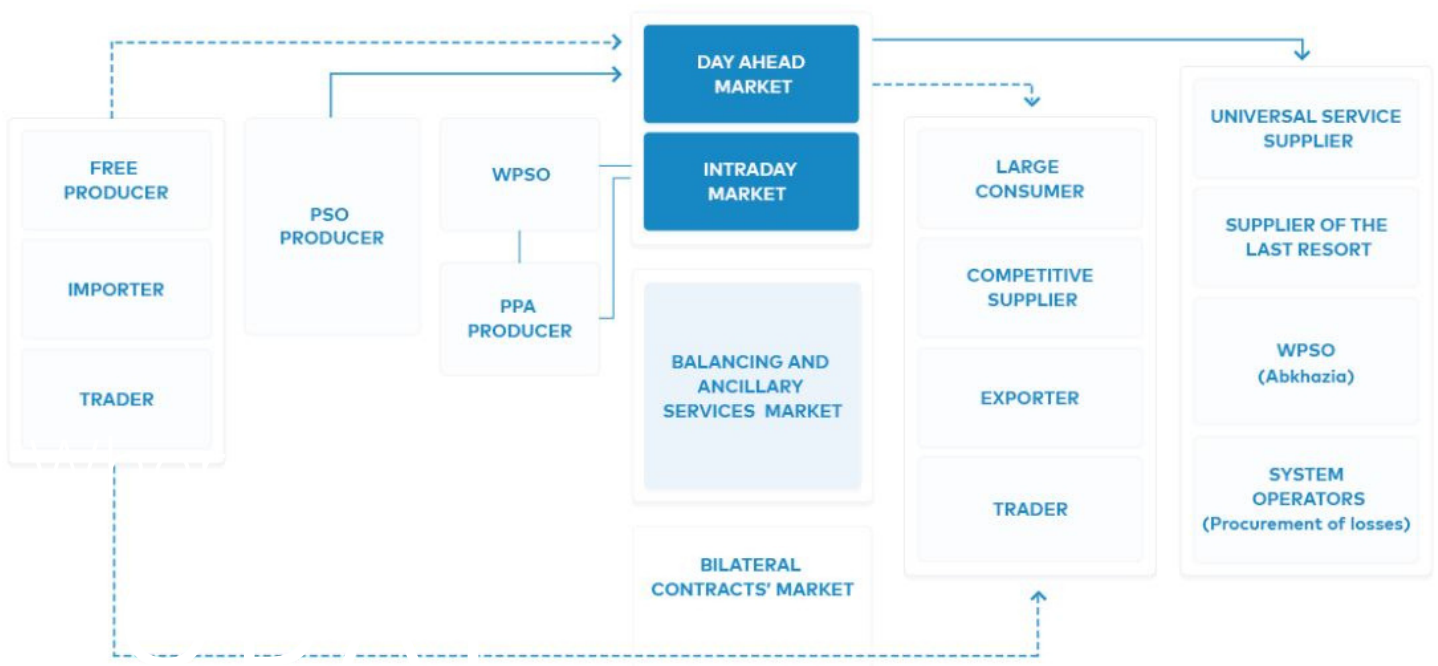 FREE
PRODUCER
IMPORTER
TRADER
PSO
PRODUCER
WPSO
PPA
PRODUCER
DAY AHEAD
MARKET
INTRADAY
MARKET
BALANCING AND
ANCILLARY
SERVICES MARKET
BILATERAL
CONTRACTS' MARKET
LARGE
CONSUMER
COMPETITIVE
SUPPLIER
EXPORTER
TRADER
UNIVERSAL SERVICE
SUPPLIER
SUPPLIER OF THE
LAST RESORT
WPSO
(Abkhazia)
SYSTEM
OPERATORS
(Procurement of losses)